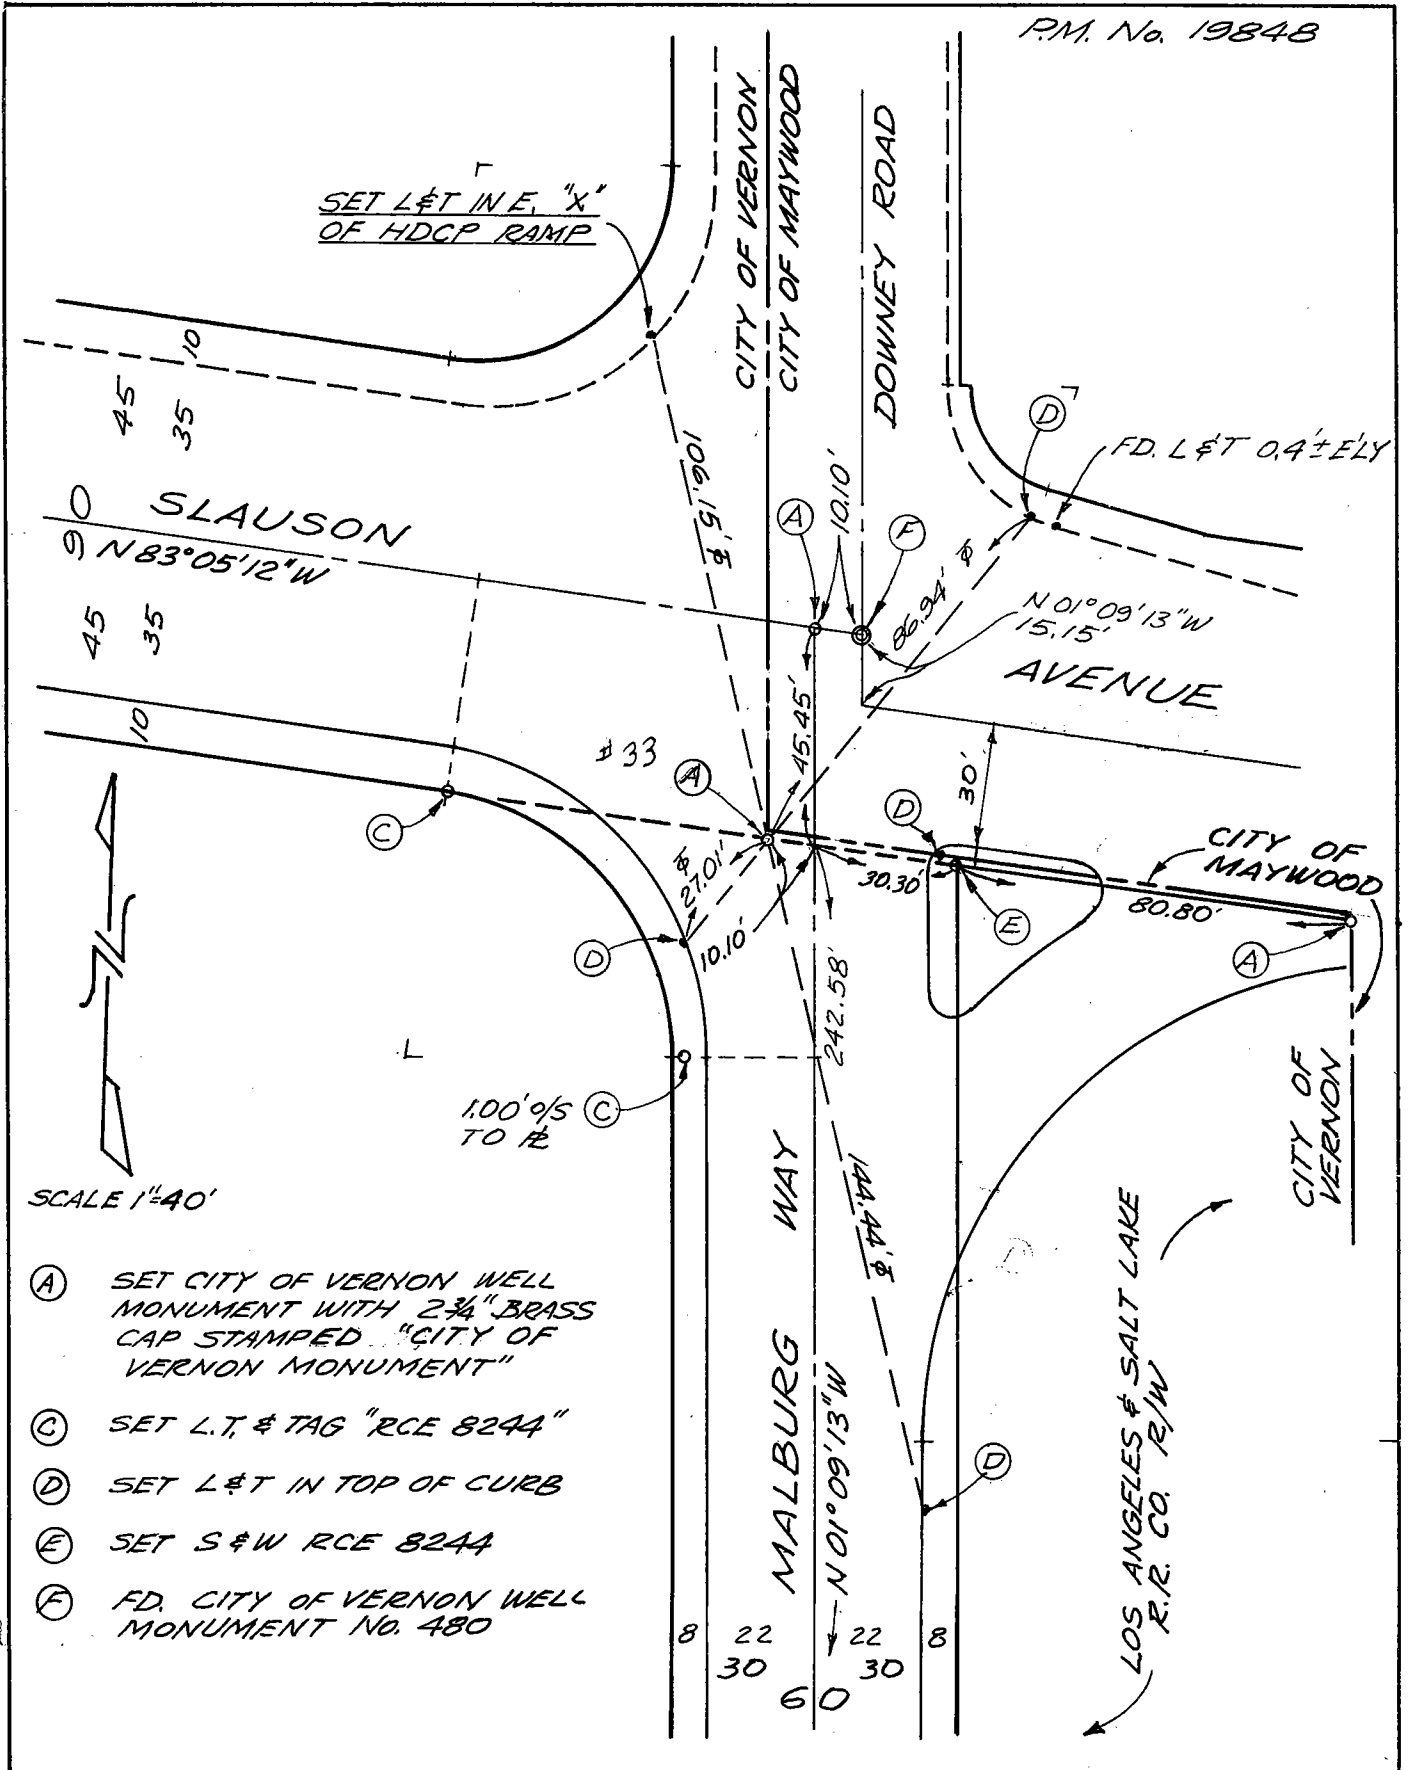 P.M. No. 19848
SET L&T IN E. "X"
OF HDCP RAMP
CITY OF VERNON
CITY OF MAYWOOD
DOWNEY ROAD
10
45
35
D
FD. L&T 0.4'± E'LY
106.15'
A
10.10'
F
90
SLAUSON
N 83°05'12"W
86.94'
N 01°09'13"W
15.15'
AVENUE
45
35
10
45.45'
30'
#33
A
C
D
CITY OF
MAYWOOD
27.01'
30.30'
80.80'
E
A
D
10.10'
242.58'
1.00' O/S
TO PL
C
CITY OF
VERNON
SCALE 1"=40'
144.44'
MALBURG WAY
N 01°09'13"W
D
LOS ANGELES & SALT LAKE
R.R. CO. R/W
A SET CITY OF VERNON WELL
MONUMENT WITH 2¾" BRASS
CAP STAMPED "CITY OF
VERNON MONUMENT"
C SET L.T. & TAG "RCE 8244"
D SET L&T IN TOP OF CURB
E SET S&W RCE 8244
F FD. CITY OF VERNON WELL
MONUMENT No. 480
8 22 22 8
30 30
60